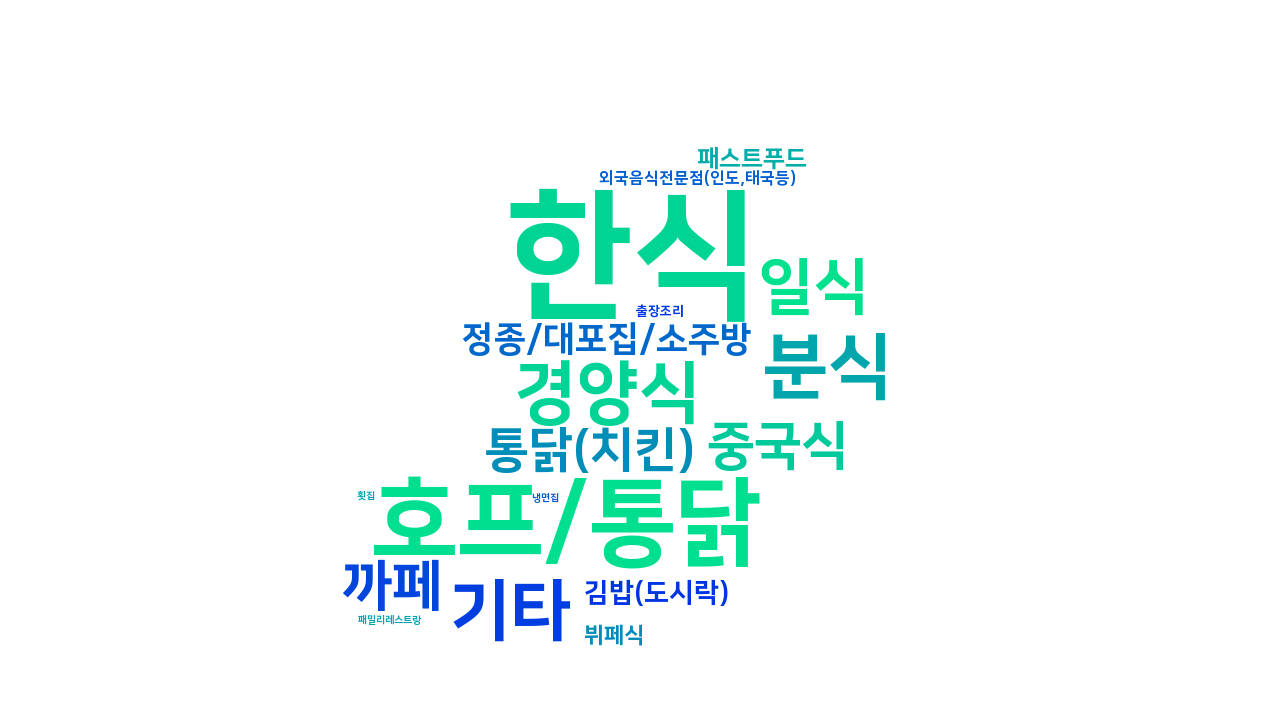 패스트푸드
외국음식전문점(인도,태국등)
한식
일식
출장조리
정종/대포집/소주방
분식
경양식
통닭(치킨)
중국식
횟집
호프/통닭
냉면집
까페
기타
김밥(도시락)
패밀리레스트랑
뷔페식